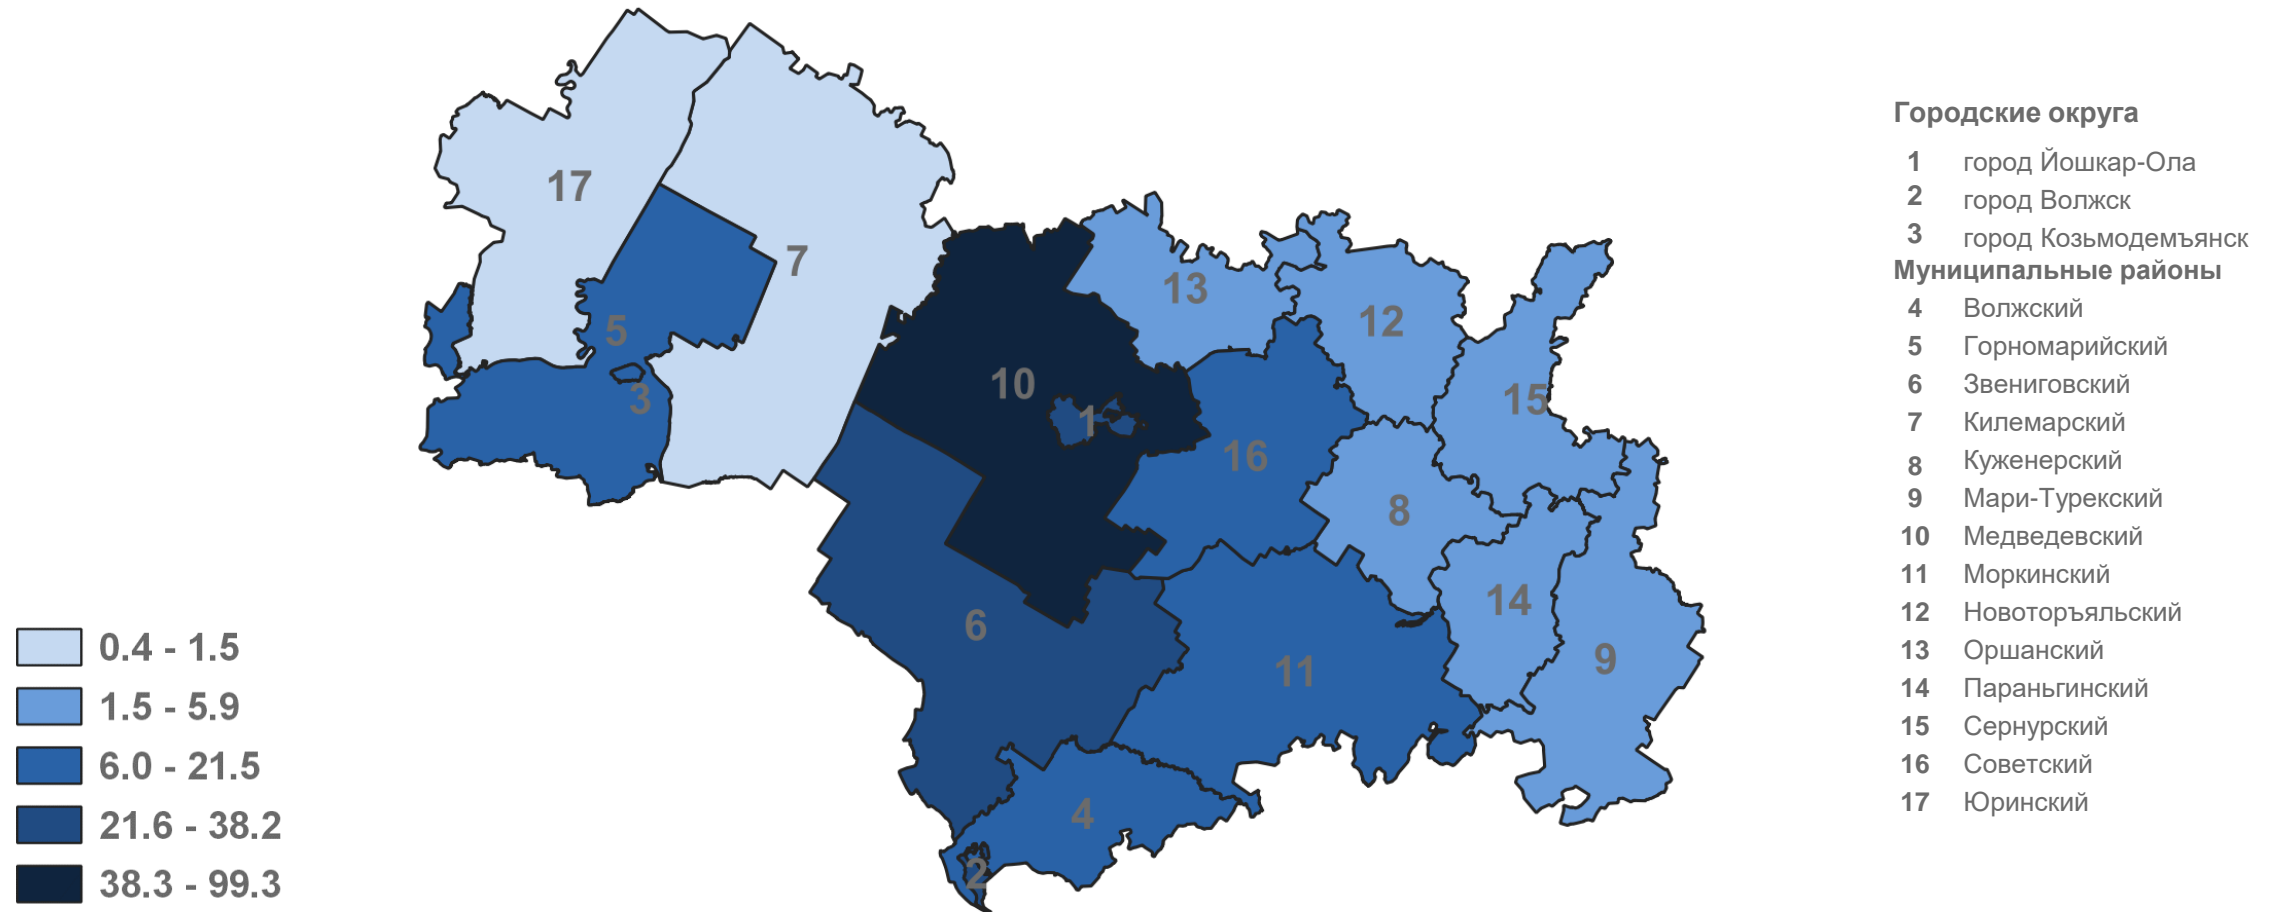 17
7
5
3
10
1
13
12
15
16
8
14
9
6
11
4
2
0.4 - 1.5
1.5 - 5.9
6.0 - 21.5
21.6 - 38.2
38.3 - 99.3
Городские округа
1 город Йошкар-Ола
2 город Волжск
3 город Козьмодемъянск
Муниципальные районы
4 Волжский
5 Горномарийский
6 Звениговский
7 Килемарский
8 Куженерский
9 Мари-Турекский
10 Медведевский
11 Моркинский
12 Новоторъяльский
13 Оршанский
14 Параньгинский
15 Сернурский
16 Советский
17 Юринский